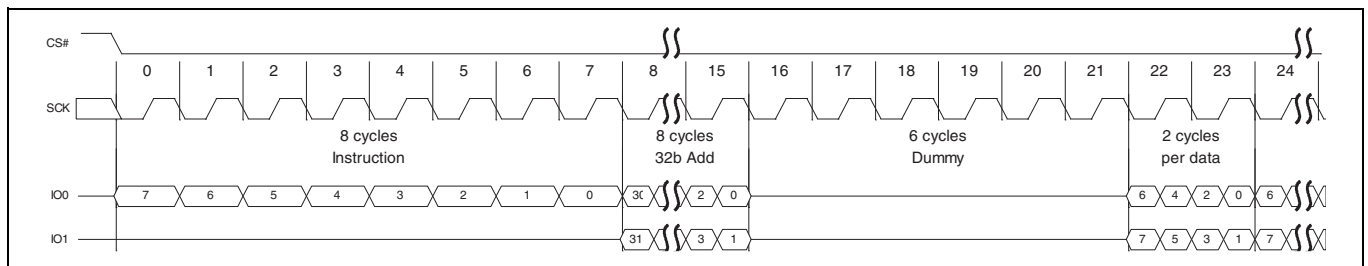 CS#
0 1 2 3 4 5 6 7 8 15 16 17 18 19 20 21 22 23 24
SCK
8 cycles 8 cycles 6 cycles 2 cycles
Instruction 32b Add Dummy per data
IO0 7 6 5 4 3 2 1 0 30 2 0 6 4 2 0 6
IO1 31 3 1 7 5 3 1 7